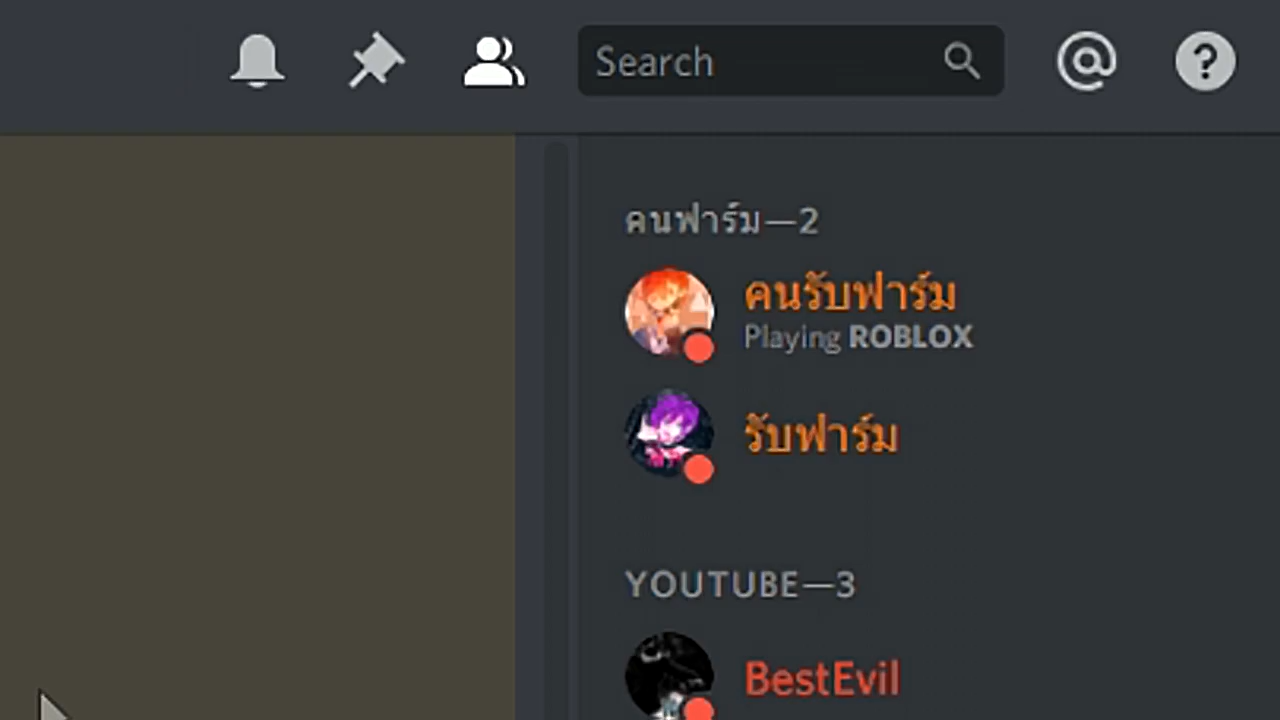 Search
คนฟาร์ม—2
คนรับฟาร์ม
Playing ROBLOX
รับฟาร์ม
YOUTUBE—3
BestEvil